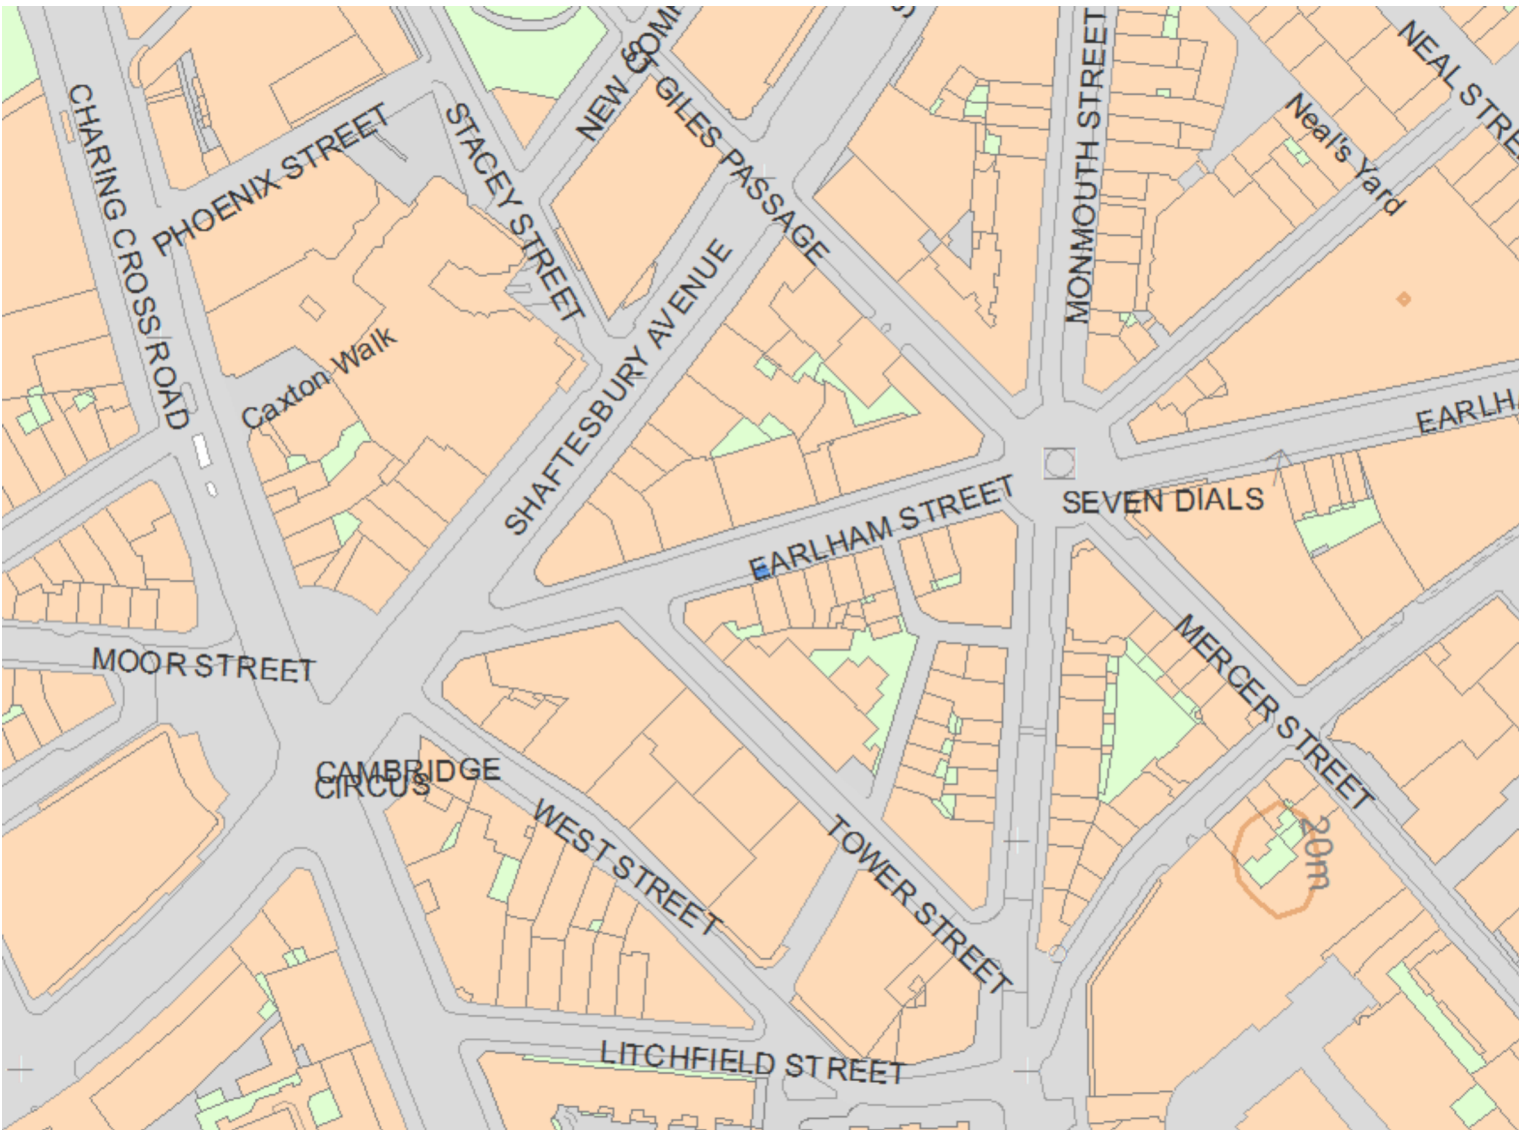 NEW COM
ST GILES PASSAGE
NEAL STRE
CHARING CROSS ROAD
PHOENIX STREET
STACEY STREET
MONMOUTH STREET
Neal's Yard
SHAFTESBURY AVENUE
Caxton Walk
EARLHA
EARLHAM STREET
SEVEN DIALS
MOOR STREET
MERCER STREET
CAMBRIDGE
CIRCUS
WEST STREET
TOWER STREET
20m
LITCHFIELD STREET